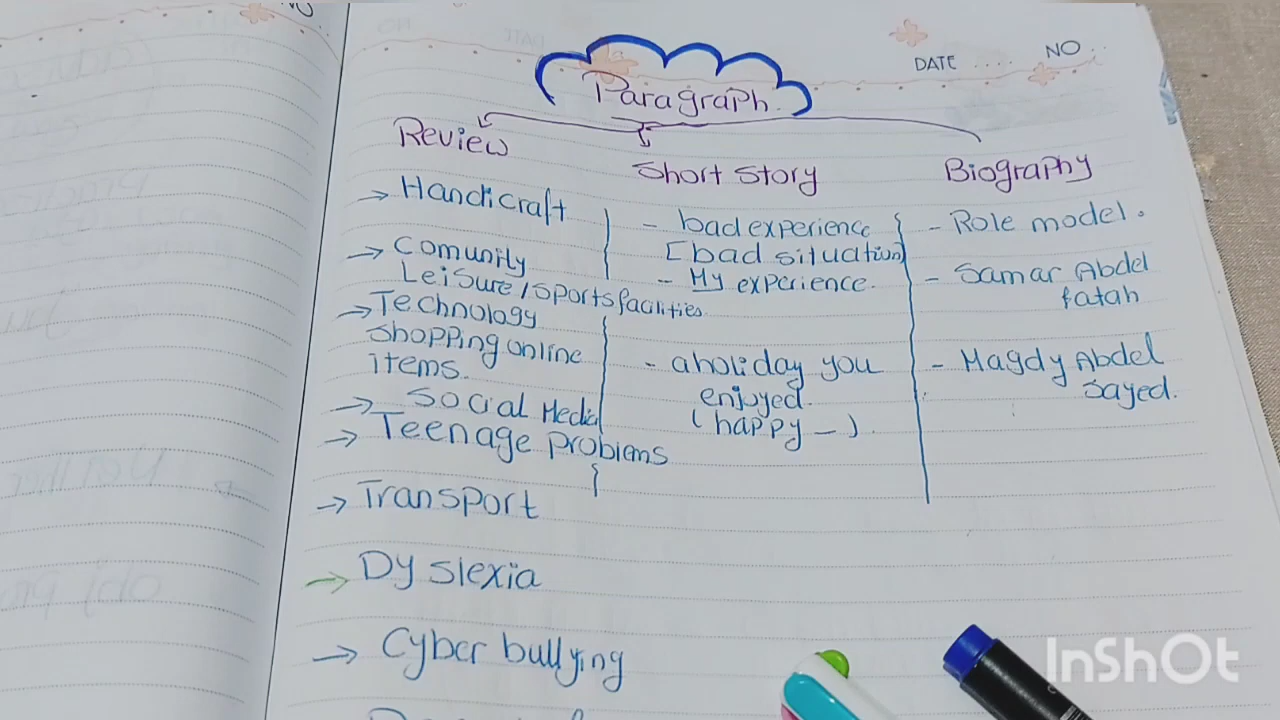 DATE .... NO ..
Paragraph.
Review
Short Story
Biography
→ Handicraft
→ Comunity
Leisure / sports facilities
→ Technology
shopping online
items.
→ Social Media
→ Teenage problems
→ Transport
→ Dyslexia
→ Cyber bullying
- bad experience
[bad situation]
- My experience.
- a holiday you
enjoyed.
(happy -).
- Role model.
- Samar Abdel
fatah
- Magdy Abdel
Sayed.
InShOt